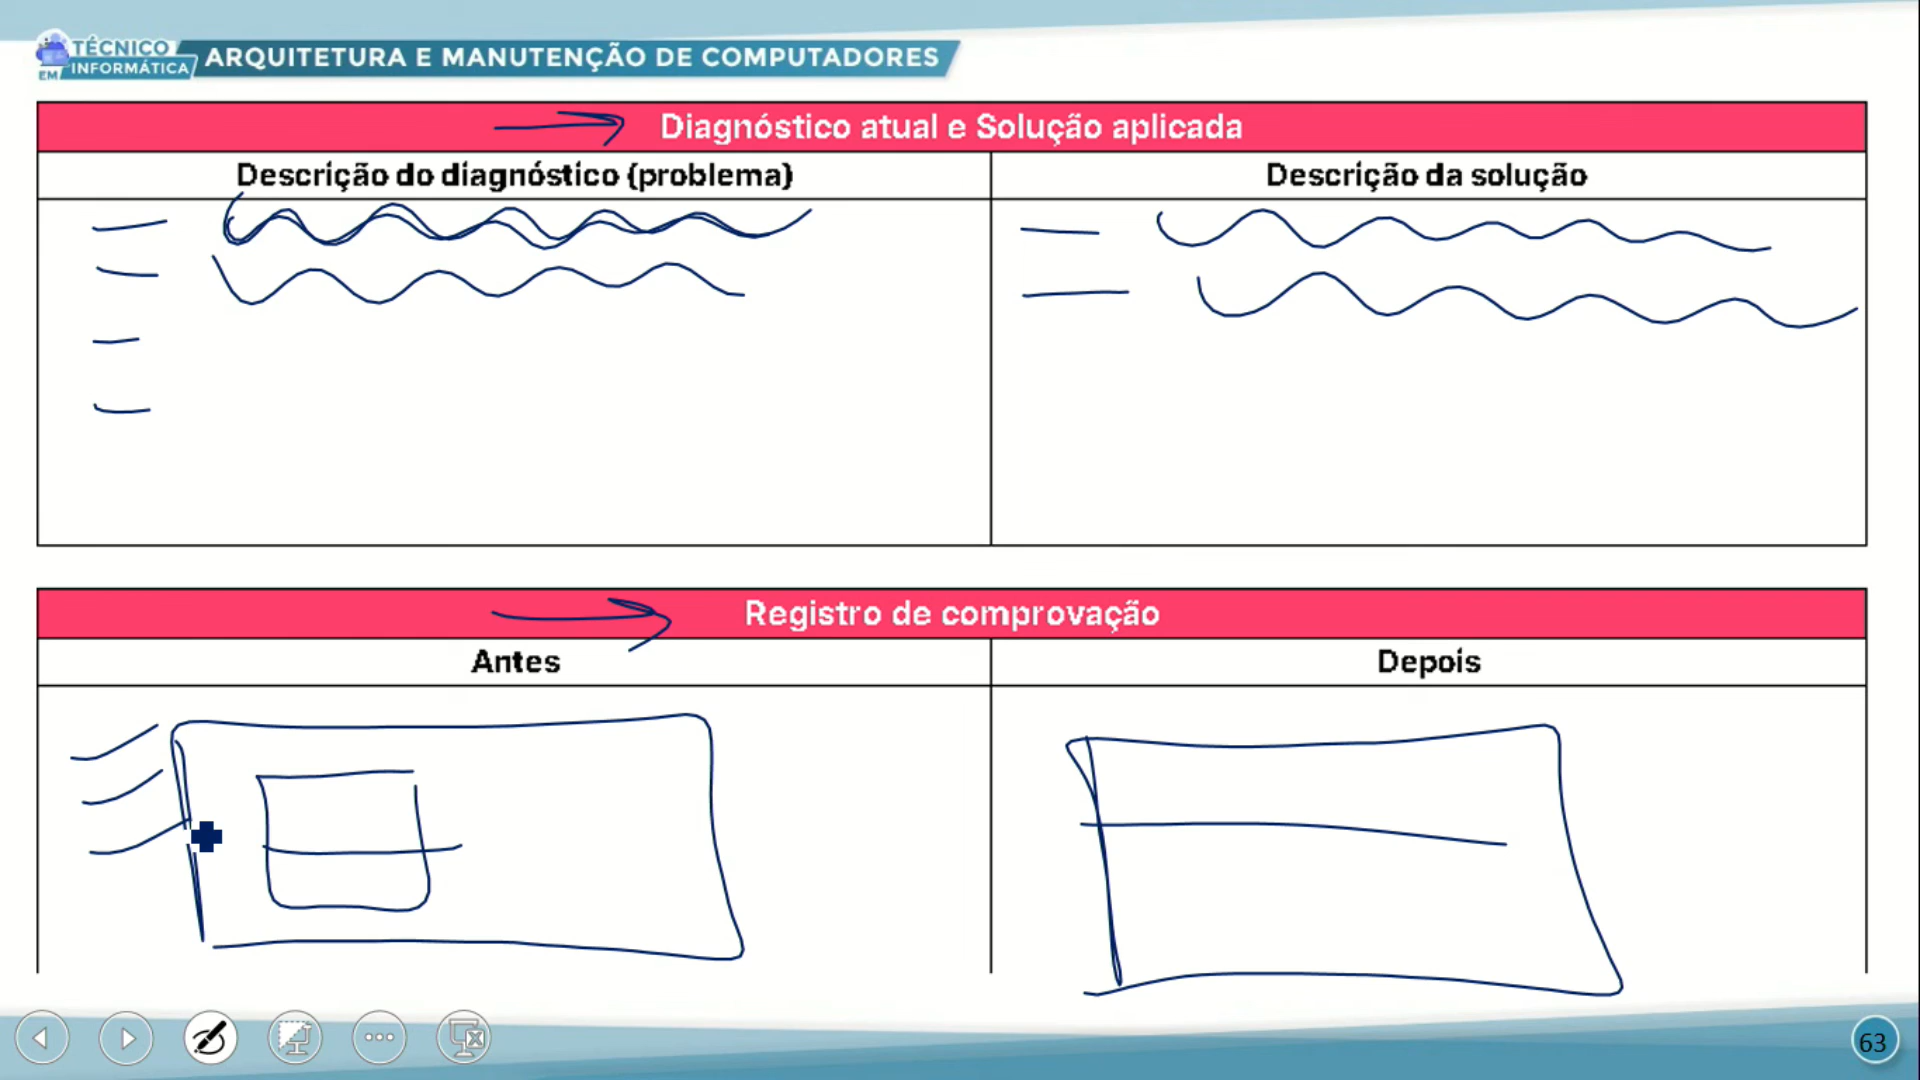 TÉCNICO
EM INFORMÁTICA
ARQUITETURA E MANUTENÇÃO DE COMPUTADORES
Diagnóstico atual e Solução aplicada
Descrição do diagnóstico (problema)
Descrição da solução
Registro de comprovação
Antes
Depois
63